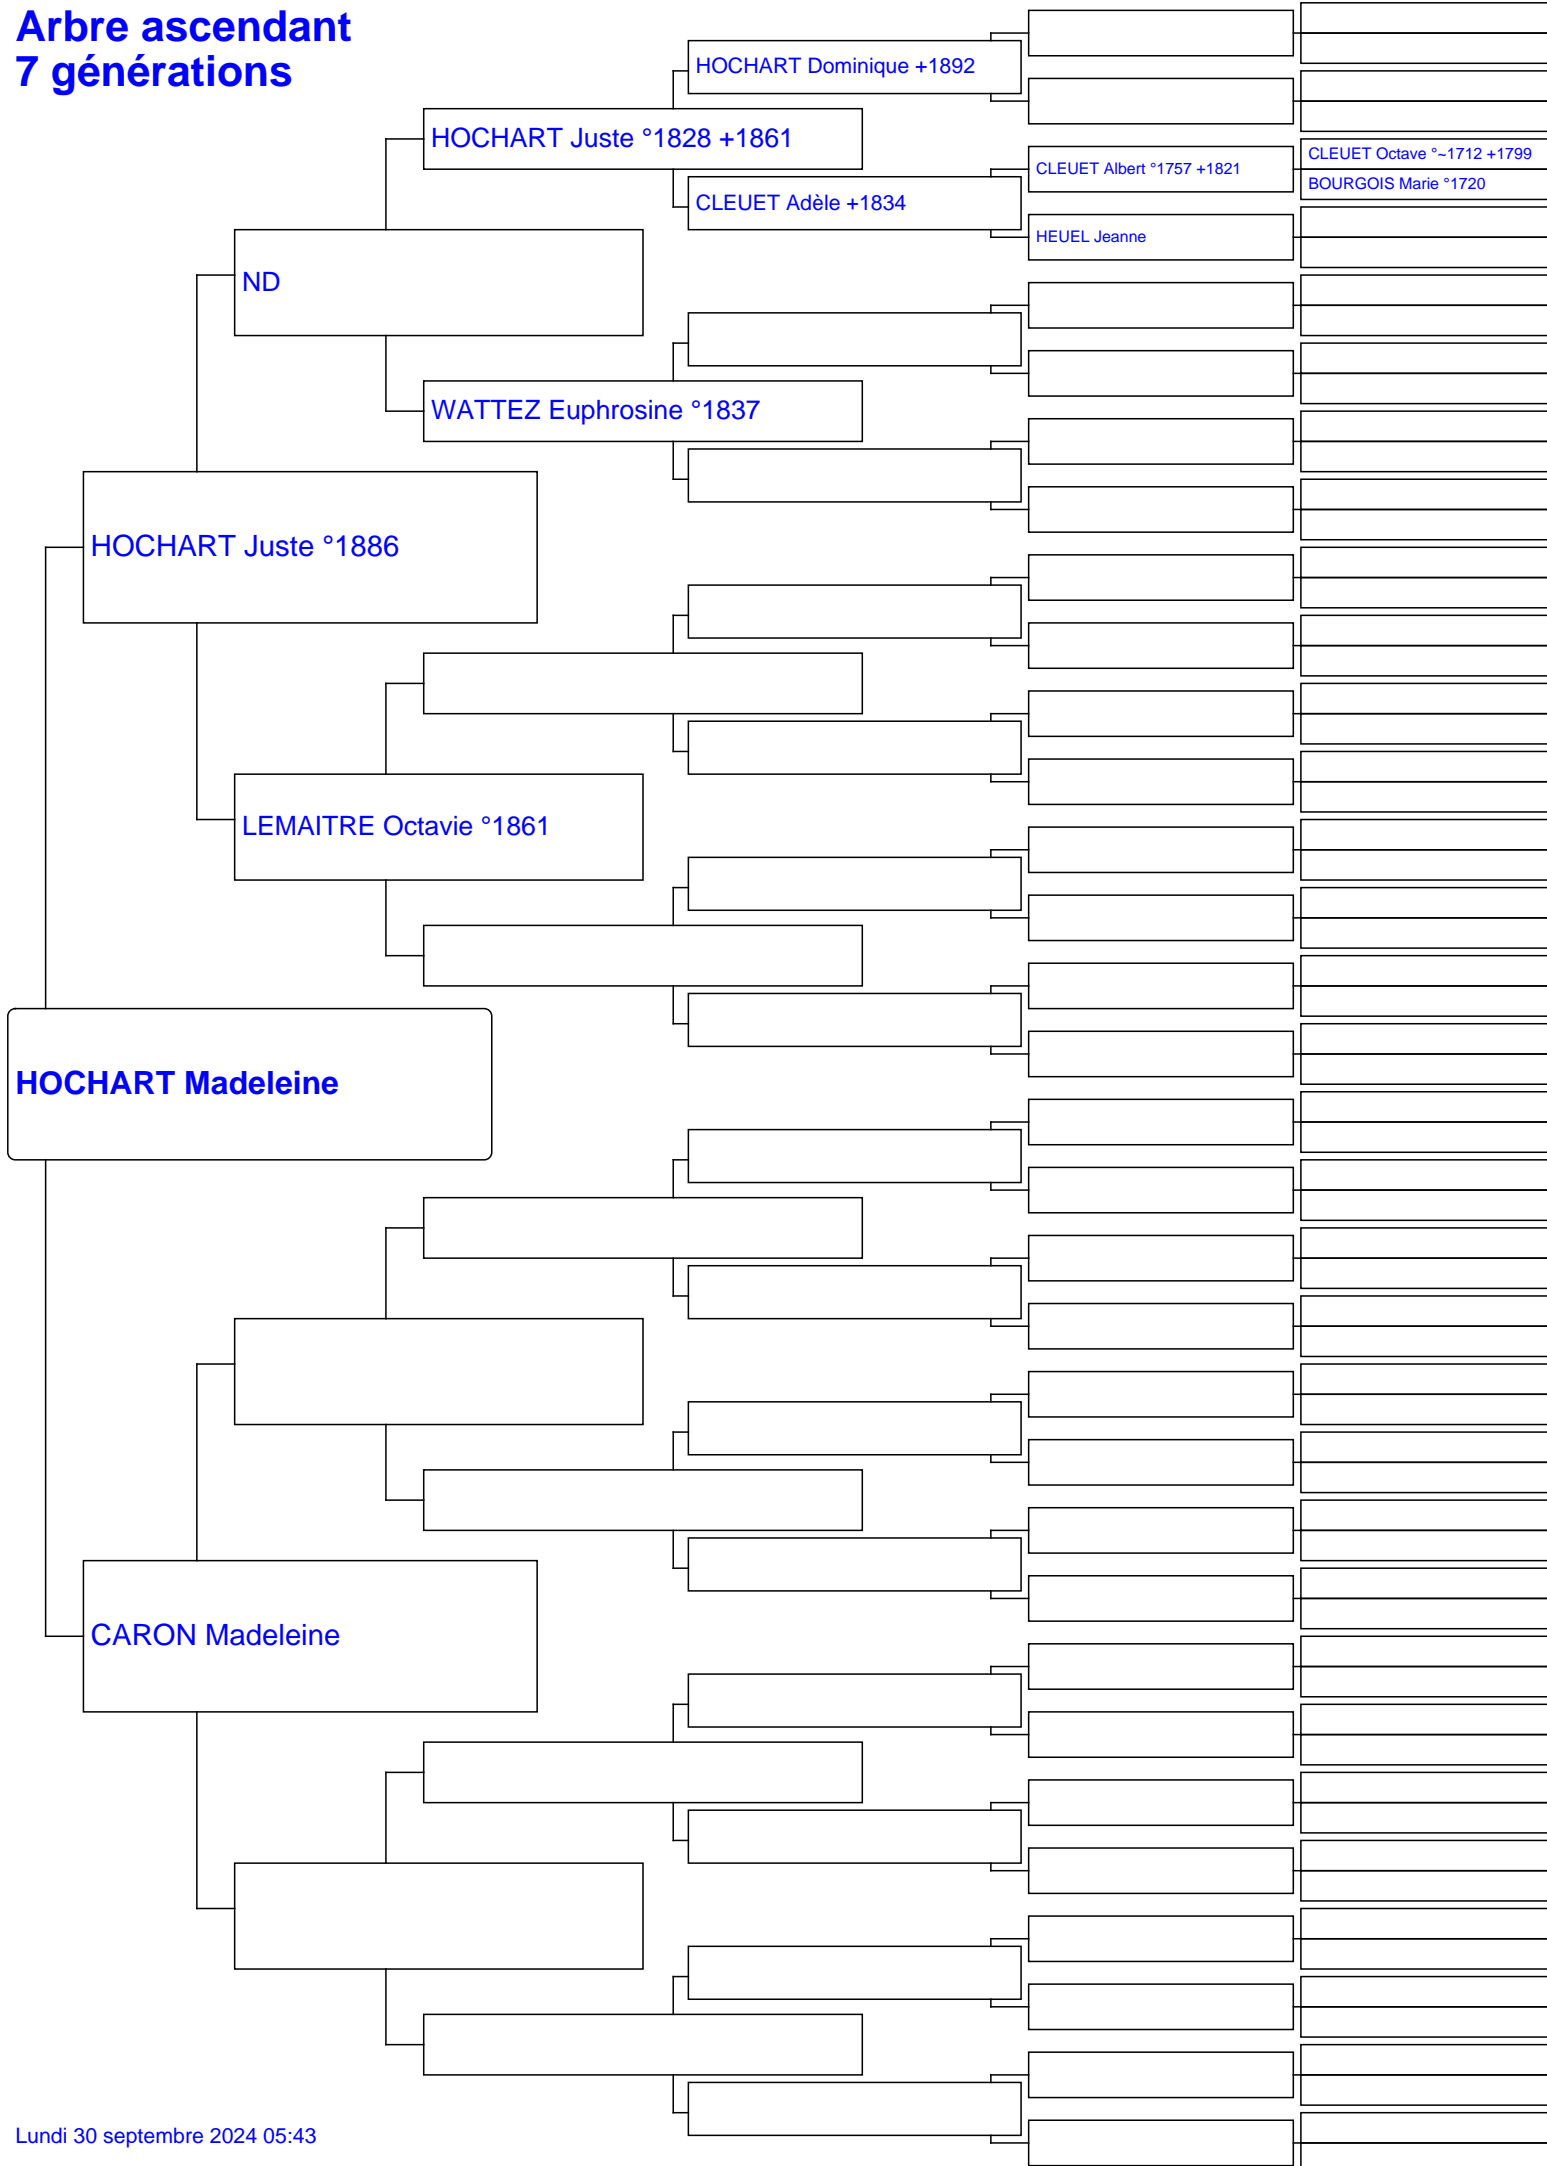 Arbre ascendant
7 générations
HOCHART Dominique +1892
HOCHART Juste °1828 +1861
CLEUET Albert °1757 +1821
CLEUET Octave °~1712 +1799
BOURGOIS Marie °1720
CLEUET Adèle +1834
HEUEL Jeanne
ND
WATTEZ Euphrosine °1837
HOCHART Juste °1886
LEMAITRE Octavie °1861
HOCHART Madeleine
CARON Madeleine
Lundi 30 septembre 2024 05:43